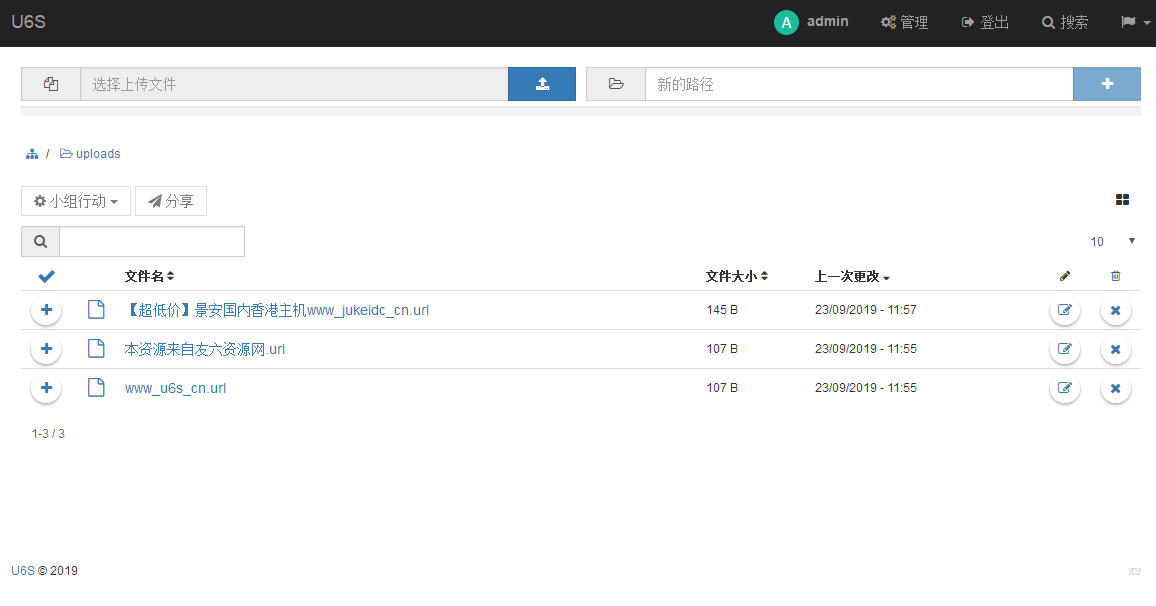 U6S A admin 管理 登出 搜索
选择上传文件 新的路径
/ uploads
小组行动 分享
10
文件名 文件大小 上一次更改
【超低价】景安国内香港主机www_jukeidc_cn.url 145 B 23/09/2019 - 11:57
本资源来自友六资源网.url 107 B 23/09/2019 - 11:55
www_u6s_cn.url 107 B 23/09/2019 - 11:55
1-3 / 3
U6S © 2019